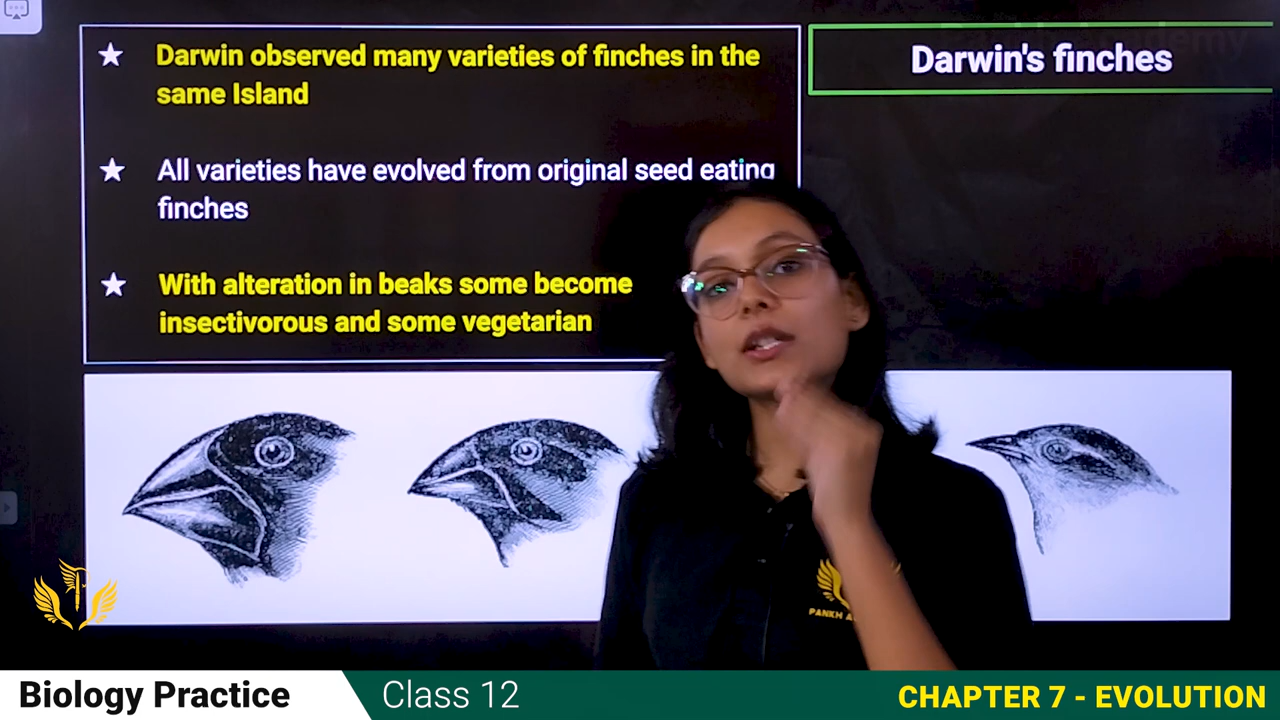 Darwin observed many varieties of finches in the
same Island
Darwin's finches
All varieties have evolved from original seed eating
finches
With alteration in beaks some become
insectivorous and some vegetarian
PANKH
Biology Practice
Class 12
CHAPTER 7 - EVOLUTION